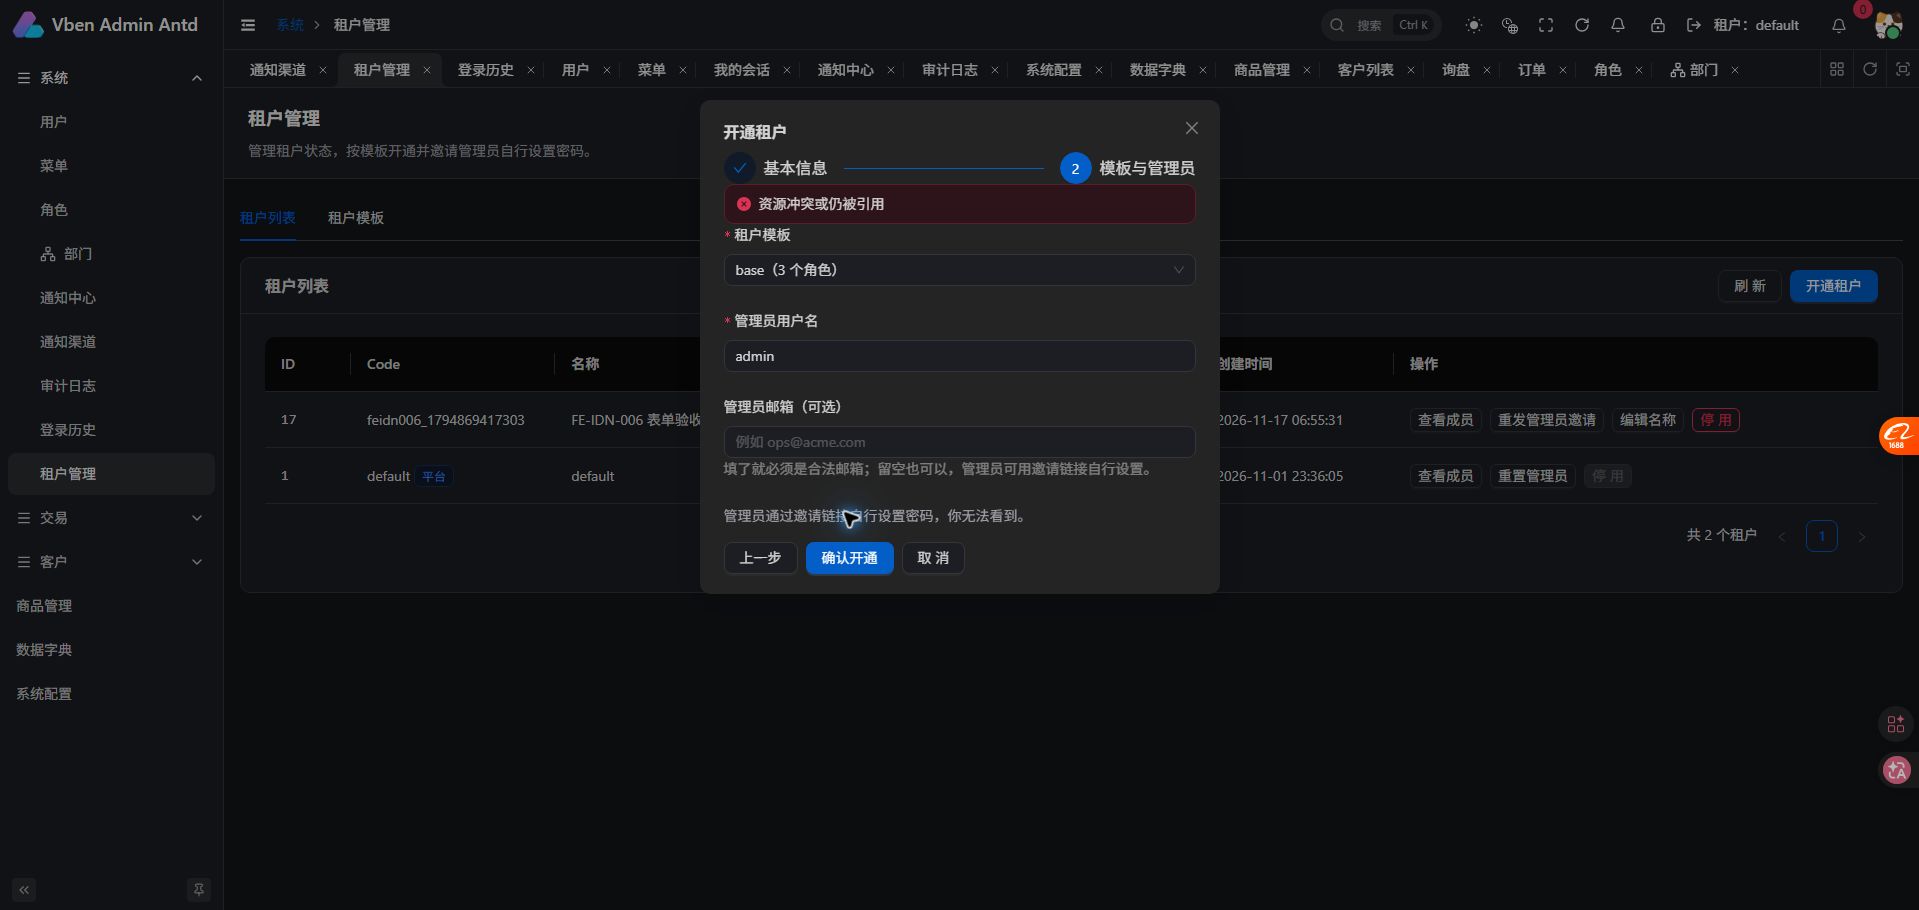 Vben Admin Antd
系统 > 租户管理
搜索 Ctrl K
租户：default
0
通知渠道 × 租户管理 × 登录历史 × 用户 × 菜单 × 我的会话 × 通知中心 × 审计日志 × 系统配置 × 数据字典 × 商品管理 × 客户列表 × 询盘 × 订单 × 角色 × 部门 ×
系统
用户
菜单
角色
部门
通知中心
通知渠道
审计日志
登录历史
租户管理
交易
客户
商品管理
数据字典
系统配置
租户管理
管理租户状态，按模板开通并邀请管理员自行设置密码。
租户列表 租户模板
租户列表
刷 新 开通租户
ID Code 名称 创建时间 操作
17 feidn006_1794869417303 FE-IDN-006 表单验收 2026-11-17 06:55:31 查看成员 重发管理员邀请 编辑名称 停 用
1 default 平台 default 2026-11-01 23:36:05 查看成员 重置管理员 停 用
共 2 个租户 < 1 >
开通租户
基本信息 2 模板与管理员
资源冲突或仍被引用
* 租户模板
base（3 个角色）
* 管理员用户名
admin
管理员邮箱（可选）
例如 ops@acme.com
填了就必须是合法邮箱；留空也可以，管理员可用邀请链接自行设置。
管理员通过邀请链接自行设置密码，你无法看到。
上一步 确认开通 取 消
1688